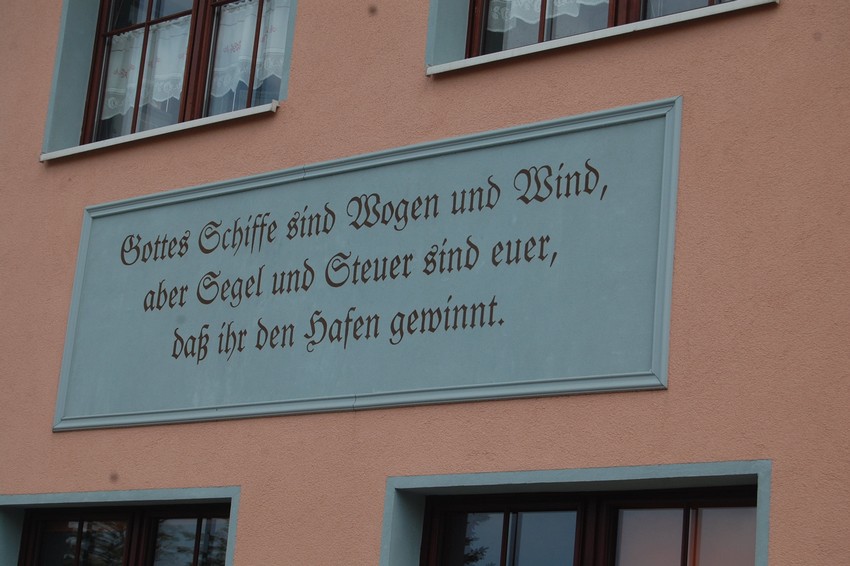 Gottes Schiffe sind Wogen und Wind,
aber Segel und Steuer sind euer,
daß ihr den Hafen gewinnt.